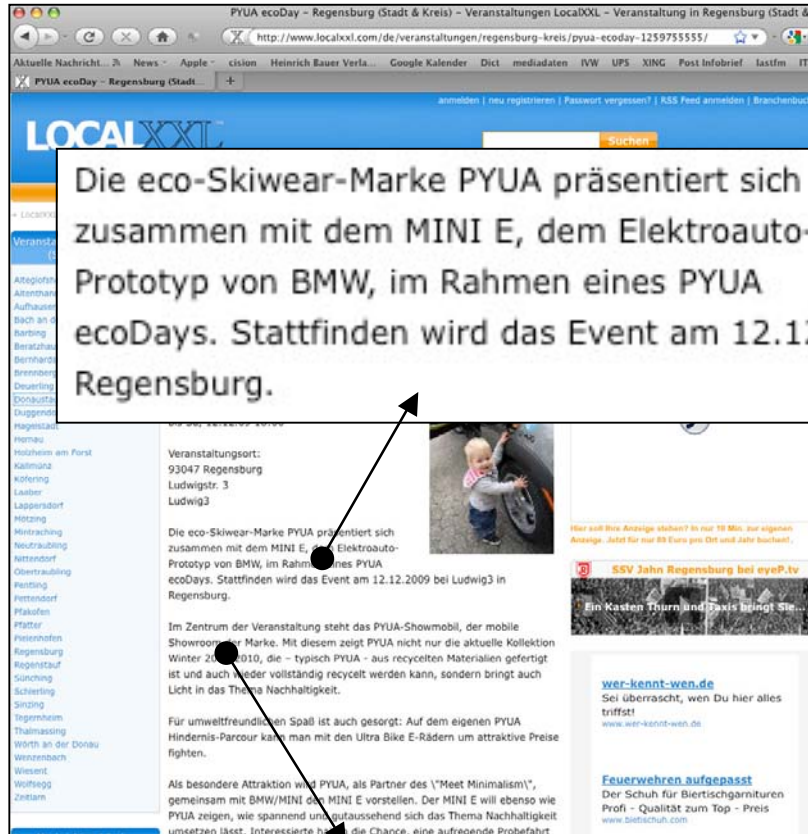 PYUA ecoDay – Regensburg (Stadt & Kreis) – Veranstaltungen LocalXXL – Veranstaltung in Regensburg (Stadt &
http://www.localxxl.com/de/veranstaltungen/regensburg-kreis/pyua-ecoday-1259755555/
Aktuelle Nachricht... News Apple cision Heinrich Bauer Verla... Google Kalender Dict mediadaten IVW UPS XING Post Infobrief lastfm IT
PYUA ecoDay – Regensburg (Stadt... +
anmelden | neu registrieren | Passwort vergessen? | RSS Feed anmelden | Branchenbuch
LOCALXXL
Suchen
Die eco-Skiwear-Marke PYUA präsentiert sich
zusammen mit dem MINI E, dem Elektroauto-
Prototyp von BMW, im Rahmen eines PYUA
ecoDays. Stattfinden wird das Event am 12.12
Regensburg.
Barbing
Deuerling
Hagelstadt
Hemau
Holzheim am Forst
Kallmünz
Köfering
Laaber
Lappersdorf
Mötzing
Mintraching
Neutraubling
Nittendorf
Obertraubling
Pentling
Pettendorf
Pfakofen
Pfatter
Pielenhofen
Regensburg
Regenstauf
Sünching
Schierling
Sinzing
Tegernheim
Thalmassing
Wörth an der Donau
Wenzenbach
Wiesent
Wolfsegg
Zeitlarn
Veranstaltungsort:
93047 Regensburg
Ludwigstr. 3
Ludwig3
Die eco-Skiwear-Marke PYUA präsentiert sich
zusammen mit dem MINI E, dem Elektroauto-
Prototyp von BMW, im Rahmen eines PYUA
ecoDays. Stattfinden wird das Event am 12.12.2009 bei Ludwig3 in
Regensburg.
Im Zentrum der Veranstaltung steht das PYUA-Showmobil, der mobile
Showroom der Marke. Mit diesem zeigt PYUA nicht nur die aktuelle Kollektion
Winter 2009/2010, die – typisch PYUA - aus recycelten Materialien gefertigt
ist und auch wieder vollständig recycelt werden kann, sondern bringt auch
Licht in das Thema Nachhaltigkeit.
Für umweltfreundlichen Spaß ist auch gesorgt: Auf dem eigenen PYUA
Hindernis-Parcour kann man mit den Ultra Bike E-Rädern um attraktive Preise
fighten.
Als besondere Attraktion wird PYUA, als Partner des \"Meet Minimalism\",
gemeinsam mit BMW/MINI den MINI E vorstellen. Der MINI E will ebenso wie
PYUA zeigen, wie spannend und gutaussehend sich das Thema Nachhaltigkeit
umsetzen lässt. Interessierte haben die Chance, eine aufregende Probefahrt
Hier soll Ihre Anzeige stehen? In nur 10 Min. zur eigenen
Anzeige. Jetzt für nur 89 Euro pro Ort und Jahr buchen!.
SSV Jahn Regensburg bei eyeP.tv
Ein Kasten Thurn und Taxis bringt Sie...
wer-kennt-wen.de
Sei überrascht, wen Du hier alles
triffst!
www.wer-kennt-wen.de
Feuerwehren aufgepasst
Der Schuh für Biertischgarnituren
Profi - Qualität zum Top - Preis
www.bietischuh.com